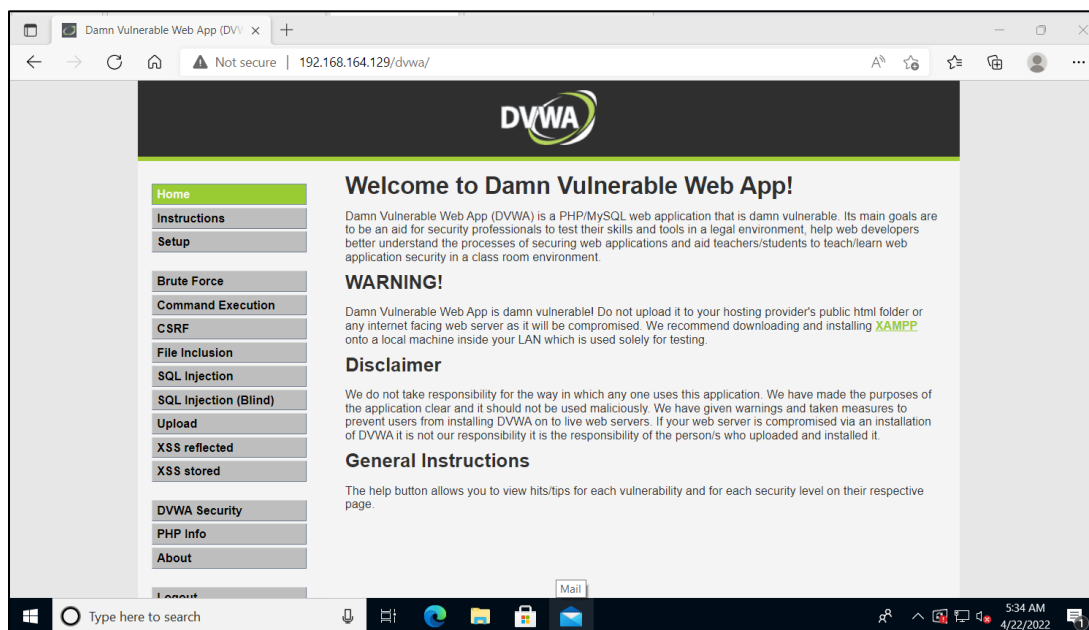 Damn Vulnerable Web App (DVV
Not secure | 192.168.164.129/dvwa/
DVWA
Home
Instructions
Setup
Brute Force
Command Execution
CSRF
File Inclusion
SQL Injection
SQL Injection (Blind)
Upload
XSS reflected
XSS stored
DVWA Security
PHP Info
About
Logout
Welcome to Damn Vulnerable Web App!
Damn Vulnerable Web App (DVWA) is a PHP/MySQL web application that is damn vulnerable. Its main goals are
to be an aid for security professionals to test their skills and tools in a legal environment, help web developers
better understand the processes of securing web applications and aid teachers/students to teach/learn web
application security in a class room environment.
WARNING!
Damn Vulnerable Web App is damn vulnerable! Do not upload it to your hosting provider's public html folder or
any internet facing web server as it will be compromised. We recommend downloading and installing XAMPP
onto a local machine inside your LAN which is used solely for testing.
Disclaimer
We do not take responsibility for the way in which any one uses this application. We have made the purposes of
the application clear and it should not be used maliciously. We have given warnings and taken measures to
prevent users from installing DVWA on to live web servers. If your web server is compromised via an installation
of DVWA it is not our responsibility it is the responsibility of the person/s who uploaded and installed it.
General Instructions
The help button allows you to view hits/tips for each vulnerability and for each security level on their respective
page.
Mail
Type here to search
5:34 AM
4/22/2022
1